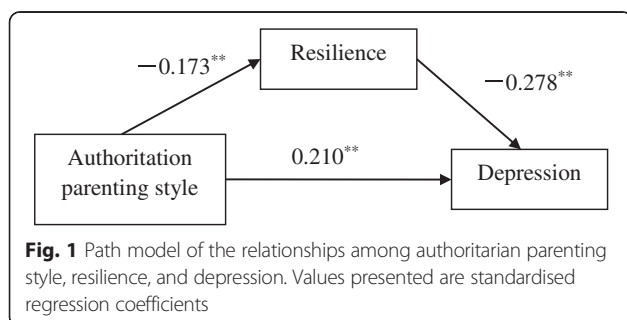 Resilience
−0.173**
−0.278**
0.210**
Authoritation
parenting style
Depression
Fig. 1 Path model of the relationships among authoritarian parenting
style, resilience, and depression. Values presented are standardised
regression coefficients